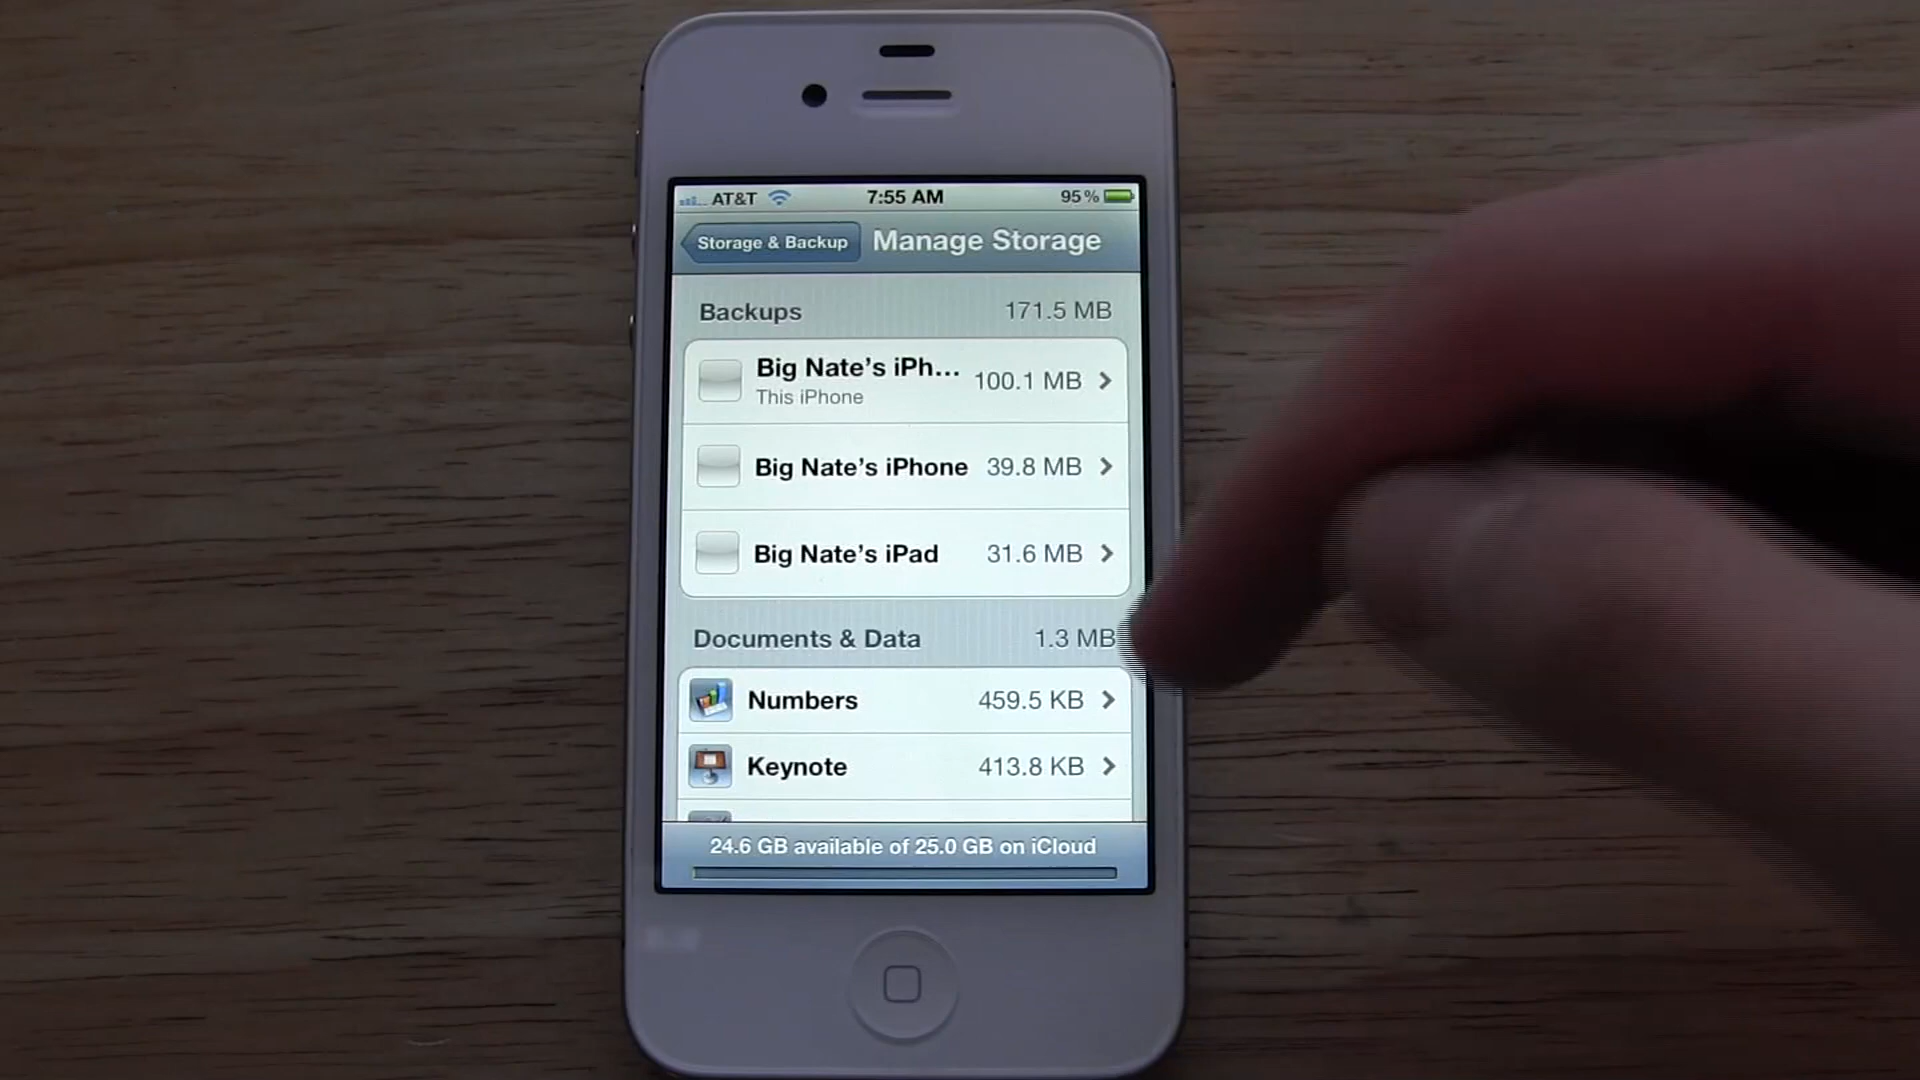 AT&T 7:55 AM 95%
Storage & Backup Manage Storage
Backups 171.5 MB
Big Nate's iPh... 100.1 MB
This iPhone
Big Nate's iPhone 39.8 MB
Big Nate's iPad 31.6 MB
Documents & Data 1.3 MB
Numbers 459.5 KB
Keynote 413.8 KB
24.6 GB available of 25.0 GB on iCloud